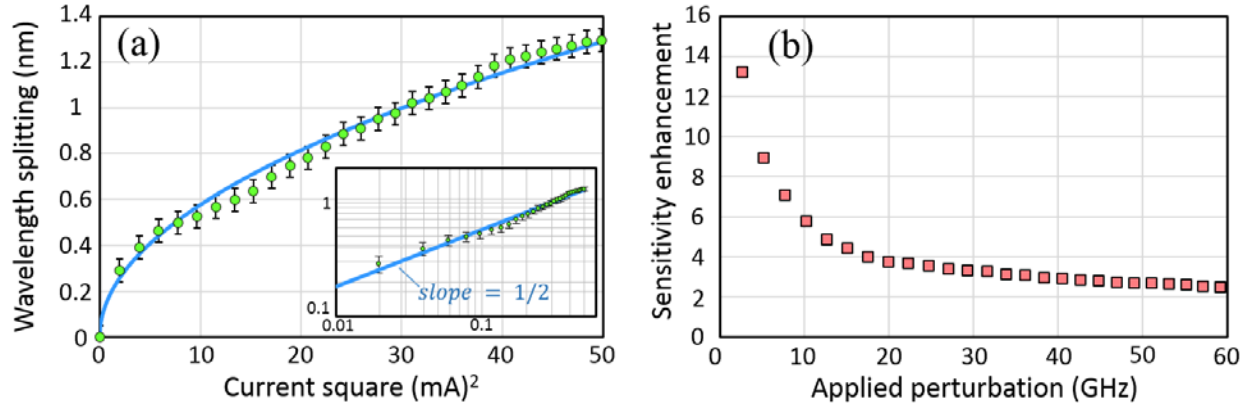 (a)
Wavelength splitting (nm)
1.4
1.2
1
0.8
0.6
0.4
0.2
0
0 10 20 30 40 50
Current square (mA)²
1
0.1
0.01 0.1
slope = 1/2
(b)
Sensitivity enhancement
16
14
12
10
8
6
4
2
0
0 10 20 30 40 50 60
Applied perturbation (GHz)